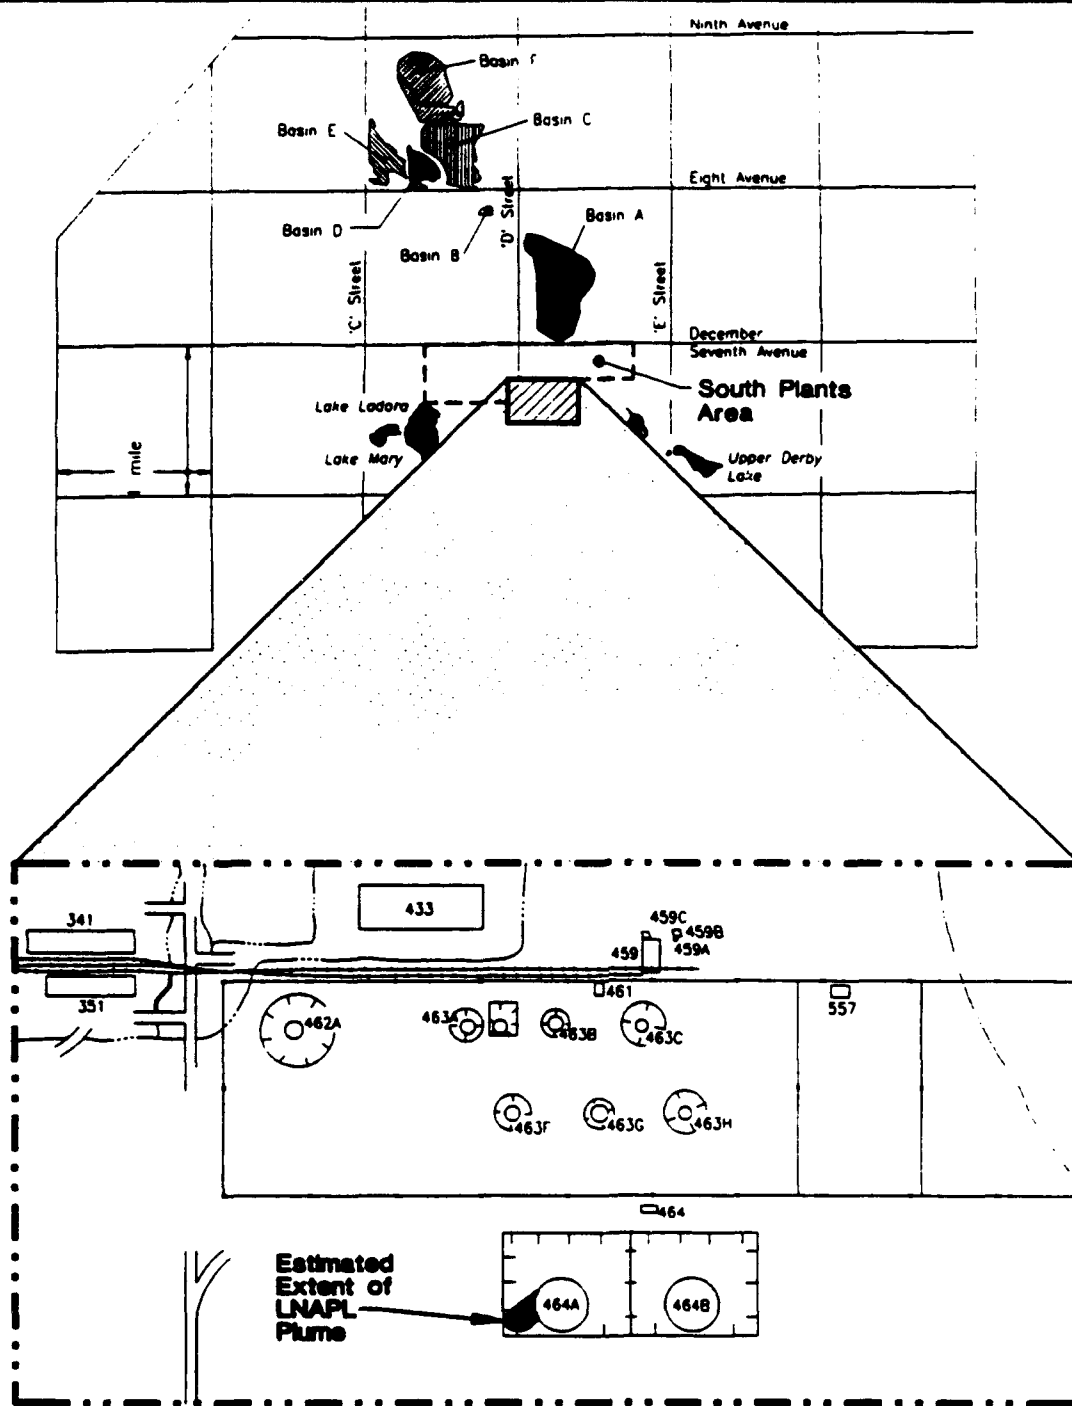 Ninth Avenue
Basin F
Basin C
Basin E
Eight Avenue
Basin D
Basin B
'D' Street
Basin A
'C' Street
'E' Street
December
Seventh Avenue
South Plants
Area
Lake Ladora
Lake Mary
1 mile
Upper Derby
Lake
341
433
459C
459B
459
459A
351
461
557
462A
463A
463B
463C
463F
463G
463H
464
Estimated
Extent of
LNAPL
Plume
464A
464B